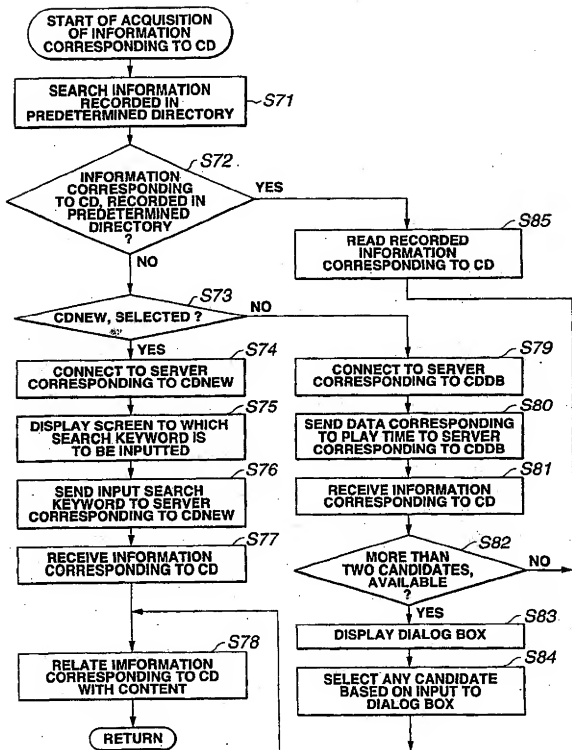 START OF ACQUISITION
OF INFORMATION
CORRESPONDING TO CD
SEARCH INFORMATION
RECORDED IN
PREDETERMINED DIRECTORY
S71
S72
INFORMATION
CORRESPONDING
TO CD, RECORDED IN
PREDETERMINED
DIRECTORY
?
YES
NO
S85
READ RECORDED
INFORMATION
CORRESPONDING TO CD
S73
CDNEW, SELECTED ?
NO
YES
S74
CONNECT TO SERVER
CORRESPONDING TO CDNEW
S75
DISPLAY SCREEN TO WHICH
SEARCH KEYWORD IS
TO BE INPUTTED
S76
SEND INPUT SEARCH
KEYWORD TO SERVER
CORRESPONDING TO CDNEW
S77
RECEIVE INFORMATION
CORRESPONDING TO CD
S78
RELATE IMFORMATION
CORRESPONDING TO CD
WITH CONTENT
RETURN
S79
CONNECT TO SERVER
CORRESPONDING TO CDDB
S80
SEND DATA CORRESPONDING
TO PLAY TIME TO SERVER
CORRESPONDING TO CDDB
S81
RECEIVE INFORMATION
CORRESPONDING TO CD
S82
MORE THAN
TWO CANDIDATES,
AVAILABLE
?
NO
YES
S83
DISPLAY DIALOG BOX
S84
SELECT ANY CANDIDATE
BASED ON INPUT TO
DIALOG BOX